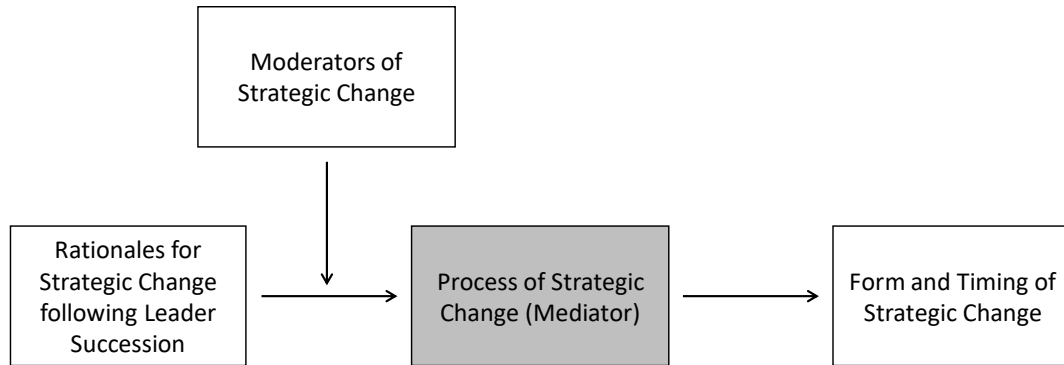 Moderators of
Strategic Change
Rationales for
Strategic Change
following Leader
Succession
Process of Strategic
Change (Mediator)
Form and Timing of
Strategic Change